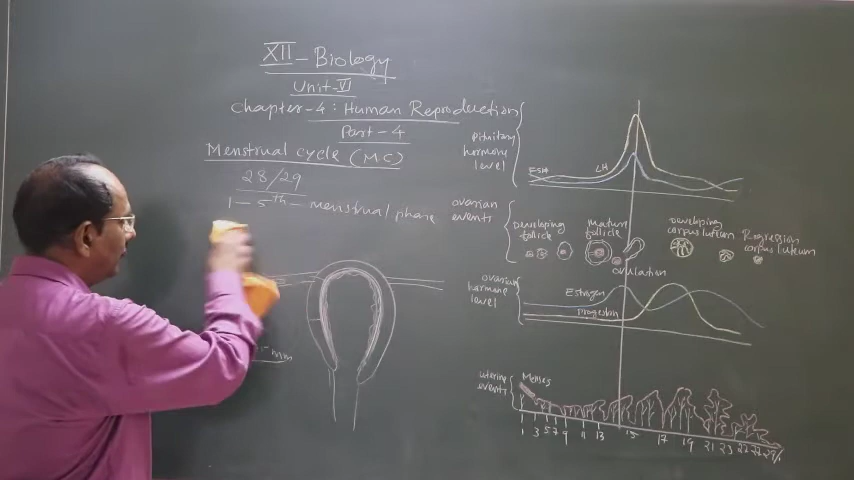 XII - Biology
Unit-VI
Chapter-4: Human Reproduction
Part-4
Menstrual cycle (MC)
28/29
1 - 5th - menstrual phase
mm
Pituitary
hormone
level
FSH
LH
ovarian
events
Developing
follicle
mature
follicle
ovulation
Developing
corpus luteum
Regression
corpus luteum
ovarian
hormone
level
Estrogen
uterine
events
Menses
1 3 5 7 9 11 13 15 17 19 21 23